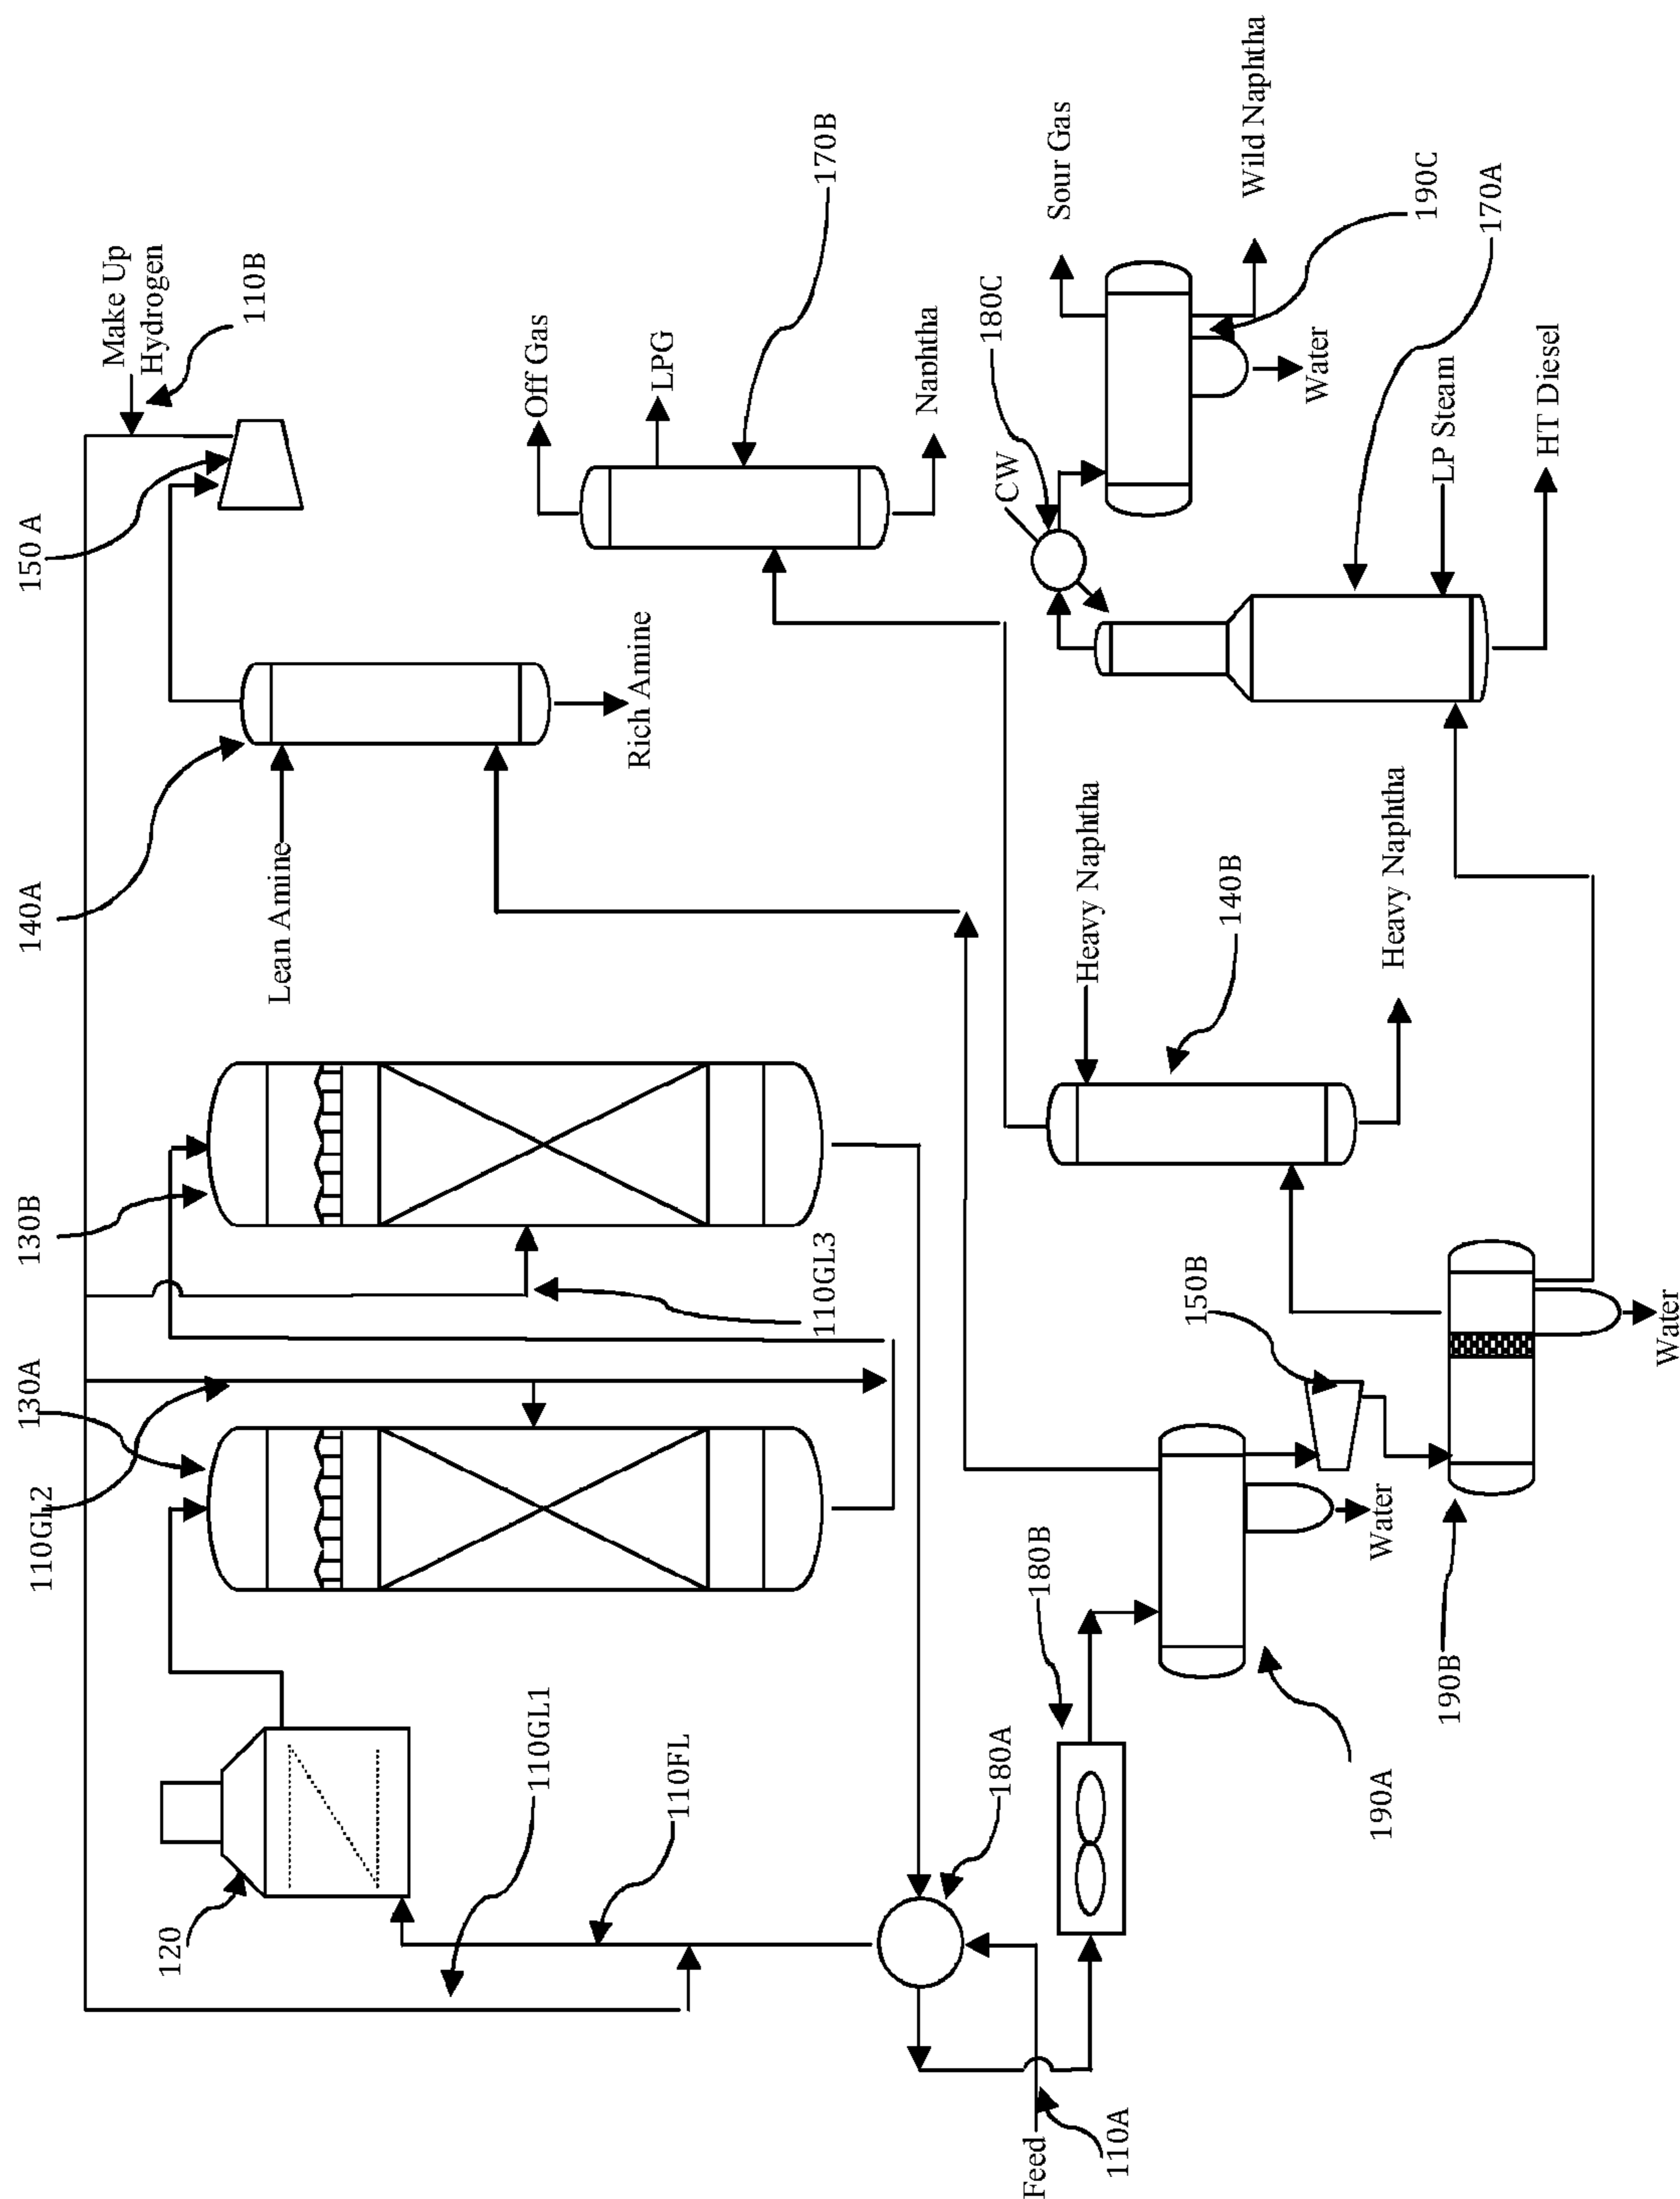 150 A
Make Up
Hydrogen
110B
140A
Lean Amine
Rich Amine
Off Gas
LPG
170B
Naphtha
130B
130A
110GL2
110GL3
120
110GL1
110FL
180A
Feed
110A
180B
190A
Water
150B
190B
Water
140B
Heavy Naphtha
Heavy Naphtha
CW
180C
Sour Gas
Wild Naphtha
190C
Water
170A
LP Steam
HT Diesel